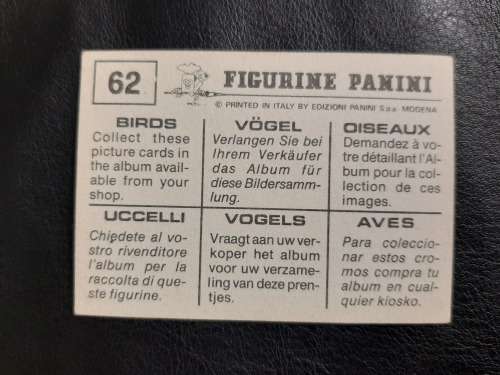 62
FIGURINE PANINI
© PRINTED IN ITALY BY EDIZIONI PANINI S.p.A. MODENA
BIRDS
Collect these
picture cards in
the album avail-
able from your
shop.
VÖGEL
Verlangen Sie bei
Ihrem Verkäufer
das Album für
diese Bildersamm-
lung.
OISEAUX
Demandez à vo-
tre détaillant l'Al-
bum pour la col-
lection de ces
images.
UCCELLI
Chiedete al vo-
stro rivenditore
l'album per la
raccolta di que-
ste figurine.
VOGELS
Vraagt aan uw ver-
koper het album
voor uw verzame-
ling van deze pren-
tjes.
AVES
Para coleccio-
nar estos cro-
mos compra tu
album en cual-
quier kiosko.